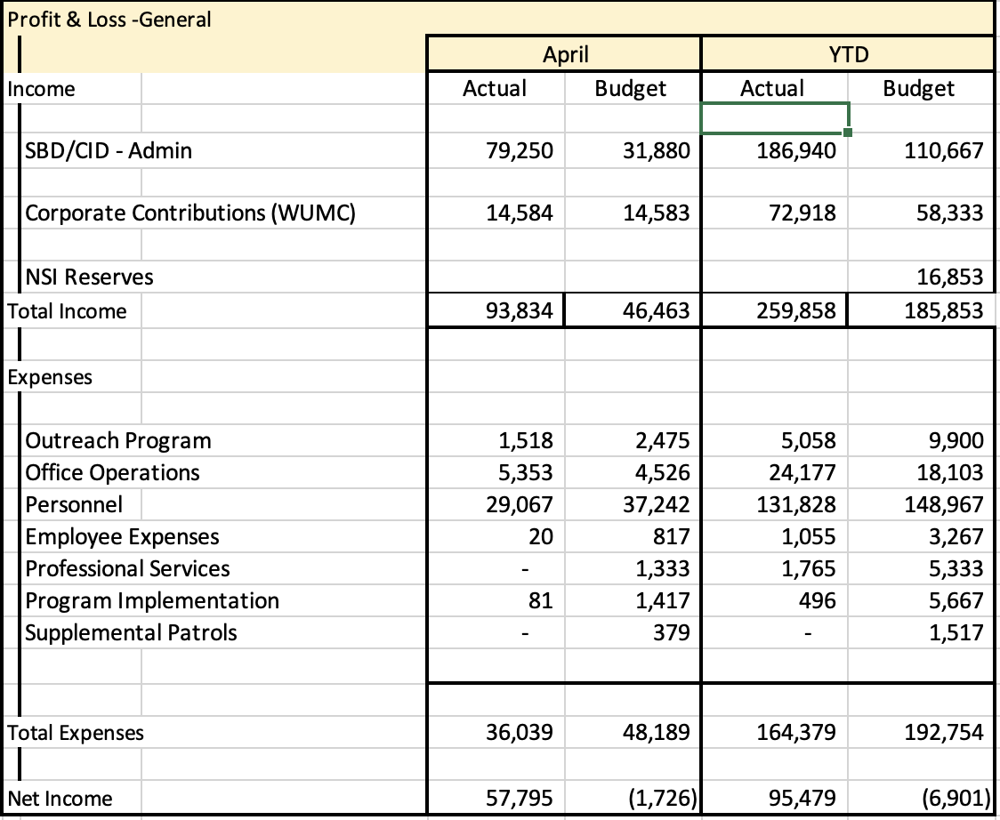 Profit & Loss -General
April YTD
Income Actual Budget Actual Budget
SBD/CID - Admin 79,250 31,880 186,940 110,667
Corporate Contributions (WUMC) 14,584 14,583 72,918 58,333
NSI Reserves 16,853
Total Income 93,834 46,463 259,858 185,853
Expenses
Outreach Program 1,518 2,475 5,058 9,900
Office Operations 5,353 4,526 24,177 18,103
Personnel 29,067 37,242 131,828 148,967
Employee Expenses 20 817 1,055 3,267
Professional Services - 1,333 1,765 5,333
Program Implementation 81 1,417 496 5,667
Supplemental Patrols - 379 - 1,517
Total Expenses 36,039 48,189 164,379 192,754
Net Income 57,795 (1,726) 95,479 (6,901)